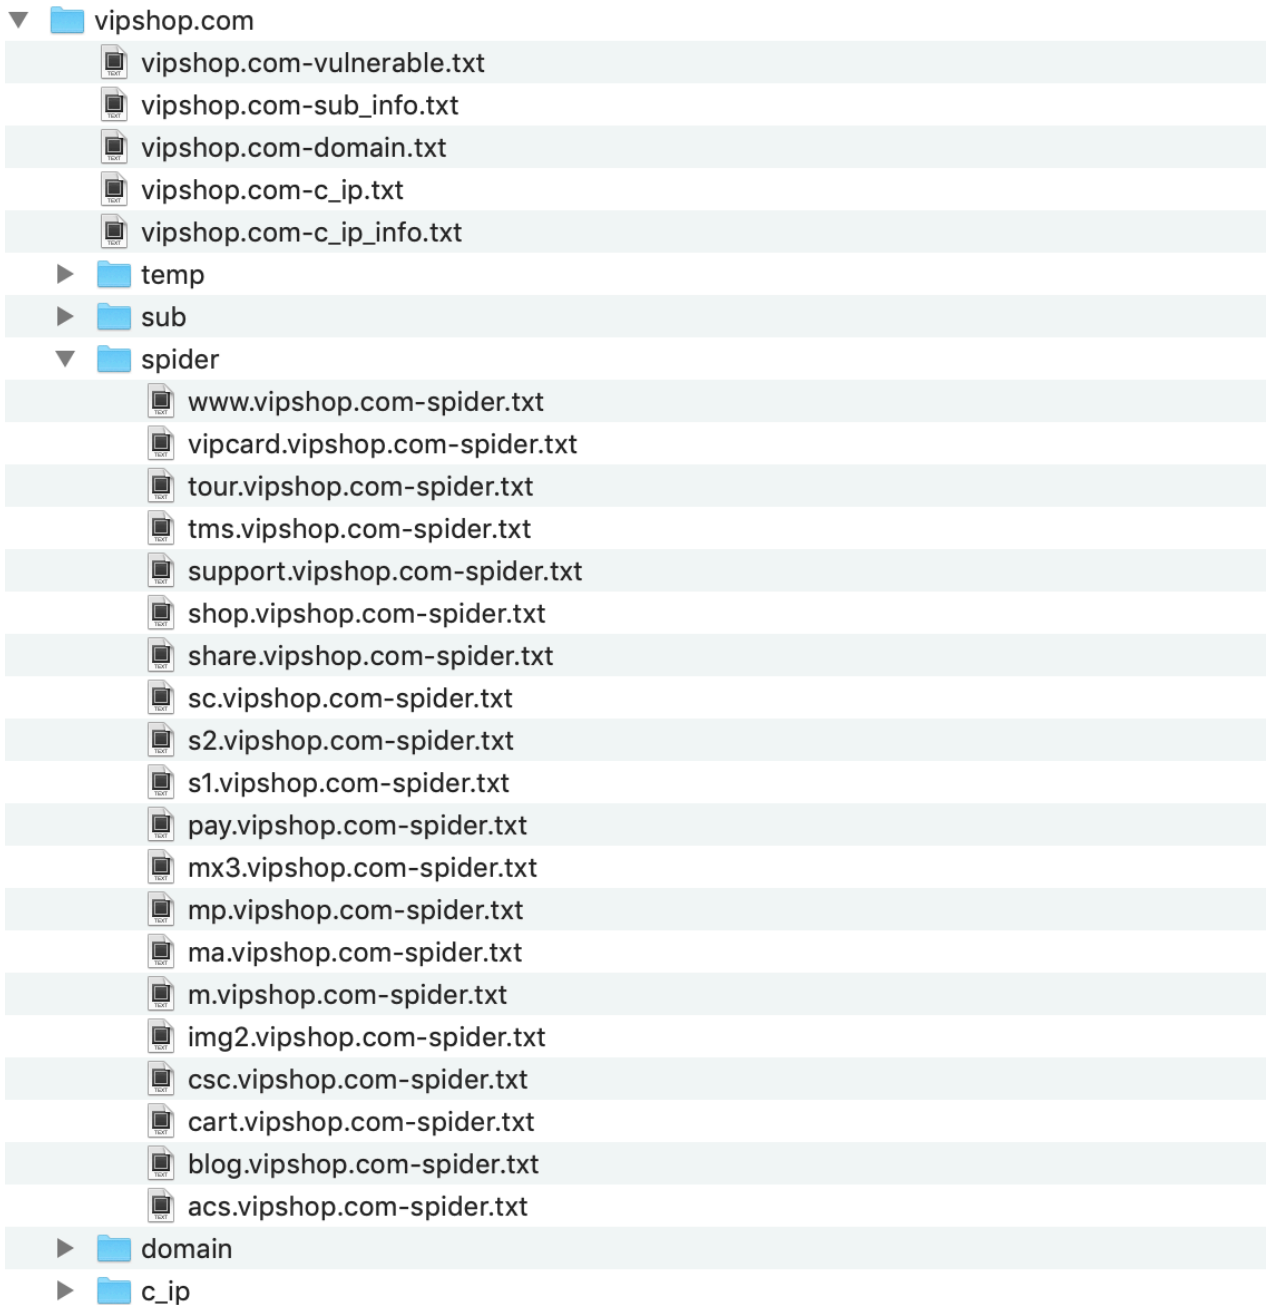 vipshop.com
vipshop.com-vulnerable.txt
vipshop.com-sub_info.txt
vipshop.com-domain.txt
vipshop.com-c_ip.txt
vipshop.com-c_ip_info.txt
temp
sub
spider
www.vipshop.com-spider.txt
vipcard.vipshop.com-spider.txt
tour.vipshop.com-spider.txt
tms.vipshop.com-spider.txt
support.vipshop.com-spider.txt
shop.vipshop.com-spider.txt
share.vipshop.com-spider.txt
sc.vipshop.com-spider.txt
s2.vipshop.com-spider.txt
s1.vipshop.com-spider.txt
pay.vipshop.com-spider.txt
mx3.vipshop.com-spider.txt
mp.vipshop.com-spider.txt
ma.vipshop.com-spider.txt
m.vipshop.com-spider.txt
img2.vipshop.com-spider.txt
csc.vipshop.com-spider.txt
cart.vipshop.com-spider.txt
blog.vipshop.com-spider.txt
acs.vipshop.com-spider.txt
domain
c_ip